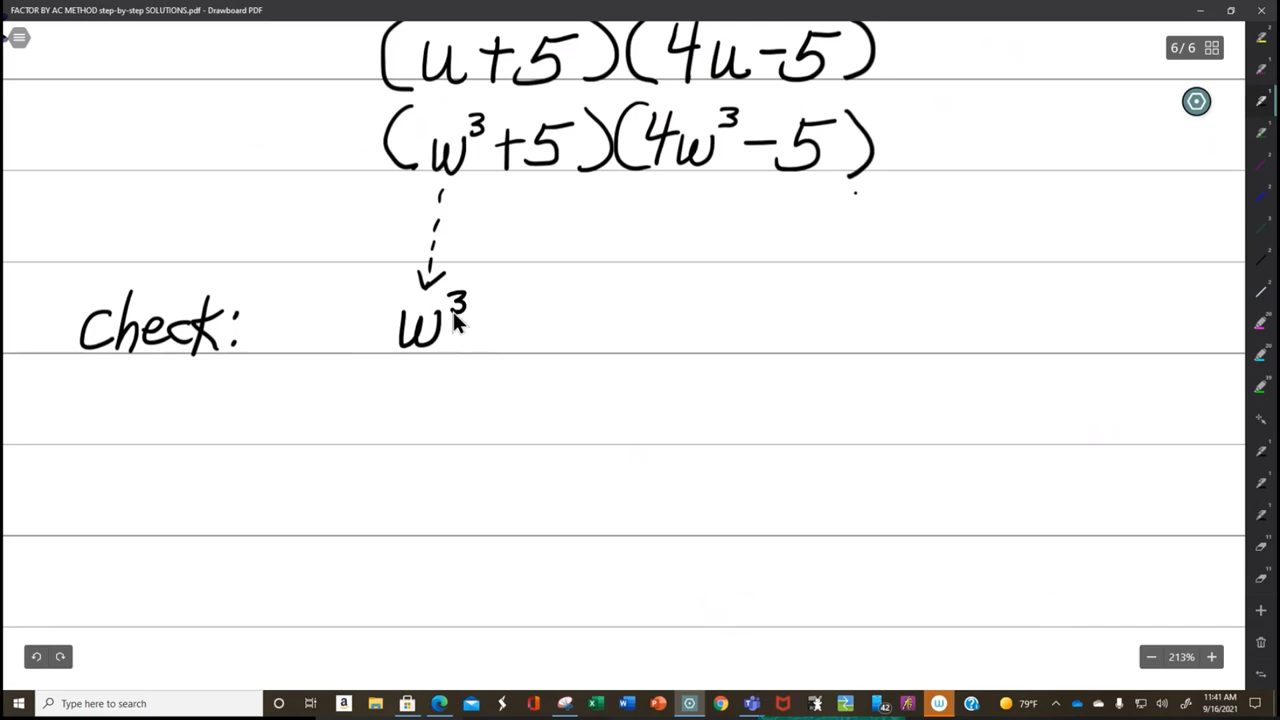 FACTOR BY AC METHOD step-by-step SOLUTIONS.pdf - Drawboard PDF
6/6
(u+5)(4u-5)
(w³+5)(4w³-5)
Check: w³
213%
Type here to search
79°F
11:41 AM
9/16/2021